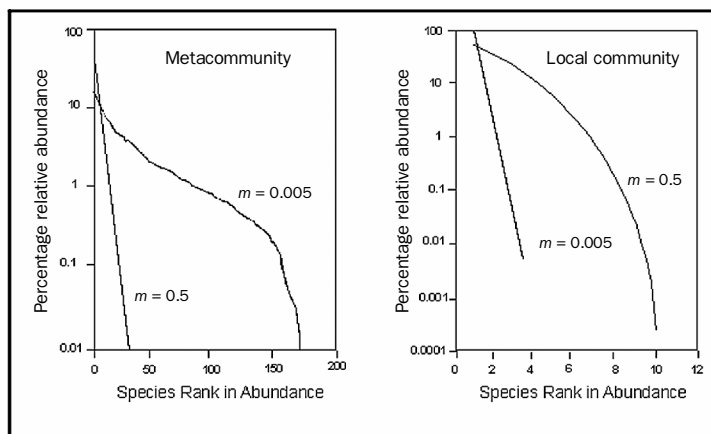 Metacommunity
Percentage relative abundance
100
10
1
0.1
0.01
m = 0.005
m = 0.5
0 50 100 150 200
Species Rank in Abundance
Local community
Percentage relative abundance
100
10
1
0.1
0.01
0.001
0.0001
m = 0.5
m = 0.005
0 2 4 6 8 10 12
Species Rank in Abundance